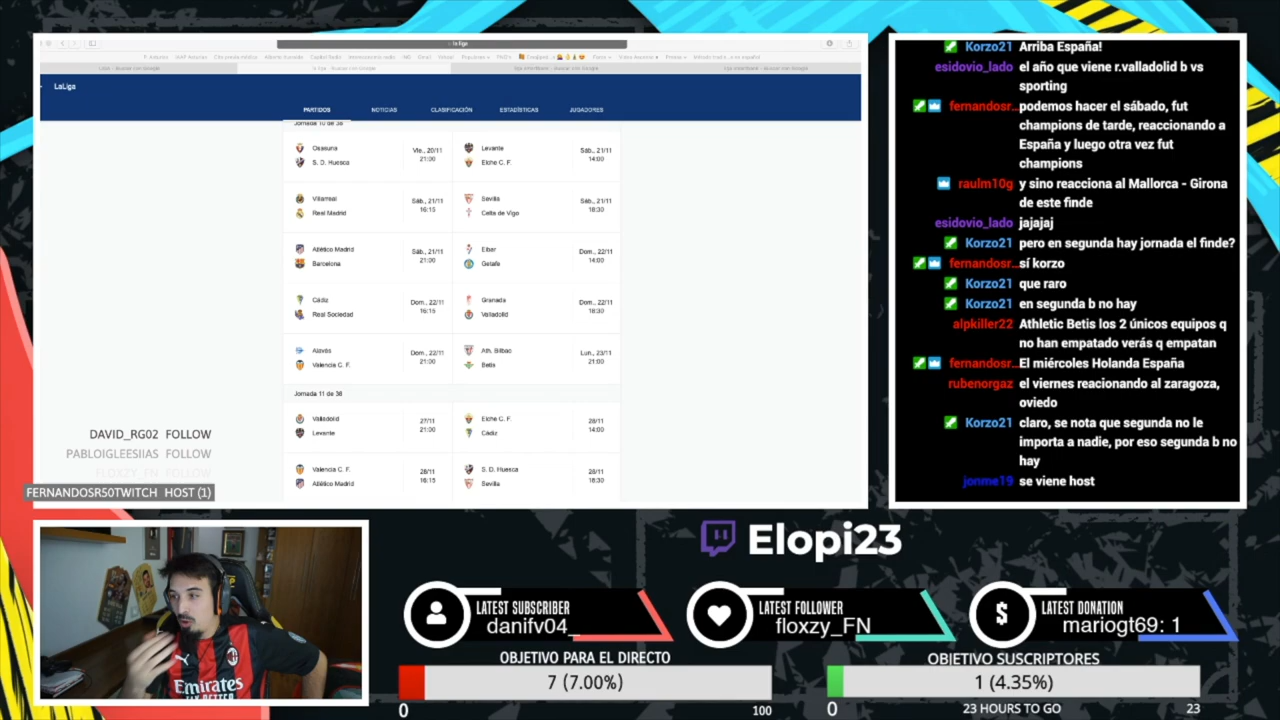 la liga
LaLiga
PARTIDOS NOTICIAS CLASIFICACIÓN ESTADÍSTICAS JUGADORES
Jornada 10 de 38
Osasuna
S. D. Huesca
Vie., 20/11
21:00
Levante
Elche C. F.
Sáb., 21/11
14:00
Villarreal
Real Madrid
Sáb., 21/11
16:15
Sevilla
Celta de Vigo
Sáb., 21/11
18:30
Atlético Madrid
Barcelona
Sáb., 21/11
21:00
Eibar
Getafe
Dom., 22/11
14:00
Cádiz
Real Sociedad
Dom., 22/11
16:15
Granada
Valladolid
Dom., 22/11
18:30
Alavés
Valencia C. F.
Dom., 22/11
21:00
Ath. Bilbao
Betis
Lun., 23/11
21:00
Jornada 11 de 38
Valladolid
Levante
27/11
21:00
Elche C. F.
Cádiz
28/11
14:00
Valencia C. F.
Atlético Madrid
28/11
16:15
S. D. Huesca
Sevilla
28/11
18:30
DAVID_RG02 FOLLOW
PABLOIGLEESIIAS FOLLOW
FLOXZY_FN FOLLOW
FERNANDOSR50TWITCH HOST (1)
Korzo21 Arriba España!
esidovio_lado el año que viene r.valladolid b vs
sporting
fernandosr... podemos hacer el sábado, fut
champions de tarde, reaccionando a
España y luego otra vez fut
champions
raulm10g y sino reacciona al Mallorca - Girona
de este finde
esidovio_lado jajajaj
Korzo21 pero en segunda hay jornada el finde?
fernandosr... sí korzo
Korzo21 que raro
Korzo21 en segunda b no hay
alpkiller22 Athletic Betis los 2 únicos equipos q
no han empatado verás q empatan
fernandosr... El miércoles Holanda España
rubenorgaz el viernes reacionando al zaragoza,
oviedo
Korzo21 claro, se nota que segunda no le
importa a nadie, por eso segunda b no
hay
jonme19 se viene host
Elopi23
LATEST SUBSCRIBER
danifv04_
LATEST FOLLOWER
floxzy_FN
LATEST DONATION
mariogt69: 1
OBJETIVO PARA EL DIRECTO
7 (7.00%)
0 100
OBJETIVO SUSCRIPTORES
1 (4.35%)
0 23 HOURS TO GO 23
Emirates